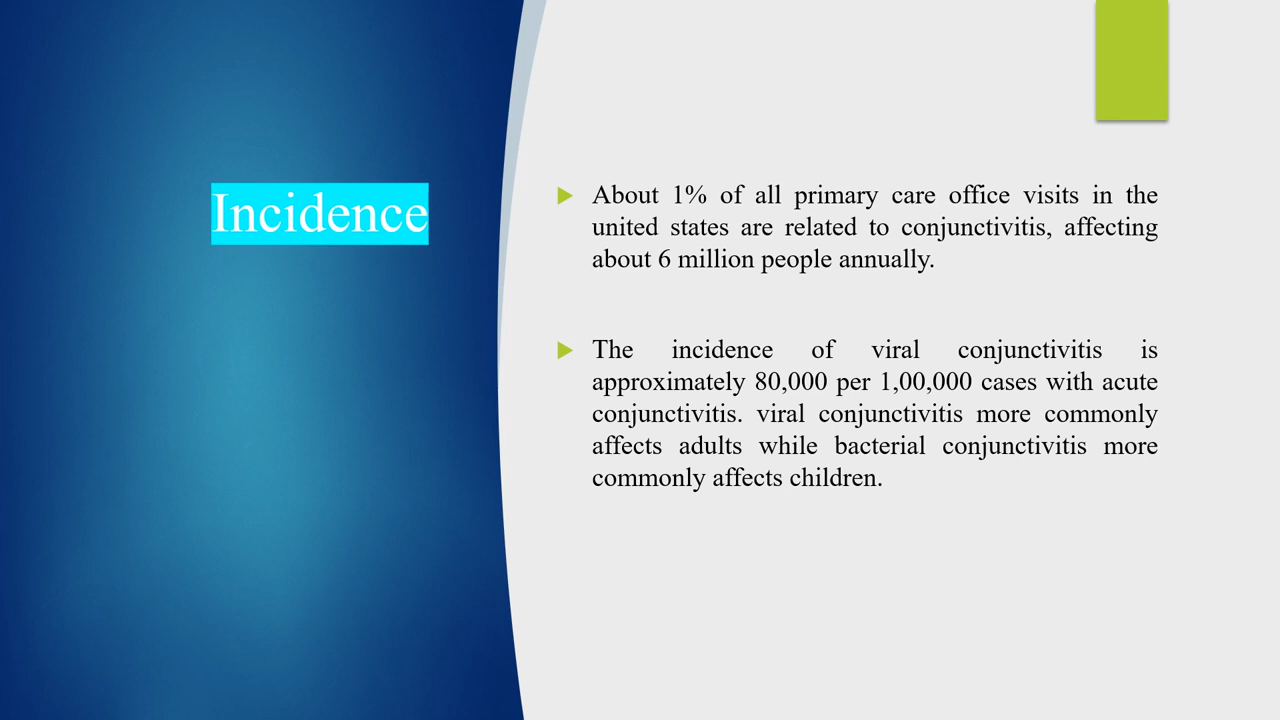 Incidence
About 1% of all primary care office visits in the
united states are related to conjunctivitis, affecting
about 6 million people annually.
The incidence of viral conjunctivitis is
approximately 80,000 per 1,00,000 cases with acute
conjunctivitis. viral conjunctivitis more commonly
affects adults while bacterial conjunctivitis more
commonly affects children.